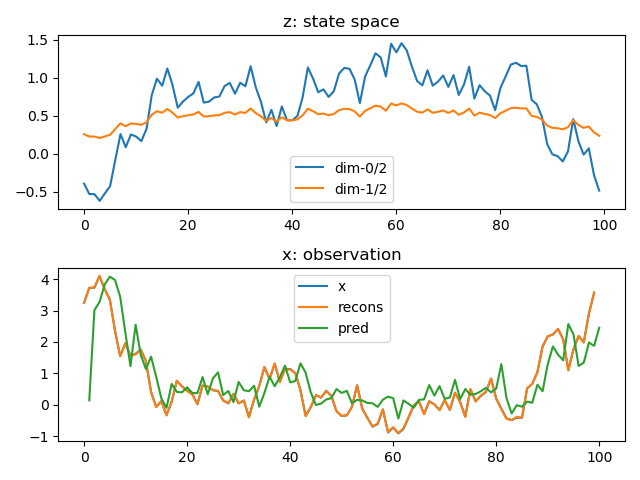 z: state space
1.5
1.0
0.5
0.0
−0.5
dim-0/2
dim-1/2
0 20 40 60 80 100
x: observation
4
3
2
1
0
−1
x
recons
pred
0 20 40 60 80 100